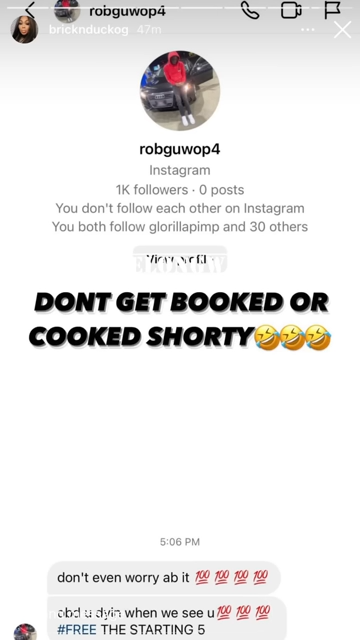 robguwop4
bricknduckog 47m
robguwop4
Instagram
1K followers · 0 posts
You don't follow each other on Instagram
You both follow glorillapimp and 30 others
View profile
DONT GET BOOKED OR
COOKED SHORTY🤣🤣🤣
5:06 PM
don't even worry ab it 💯 💯 💯 💯
when we see u💯 💯 💯
#FREE THE STARTING 5